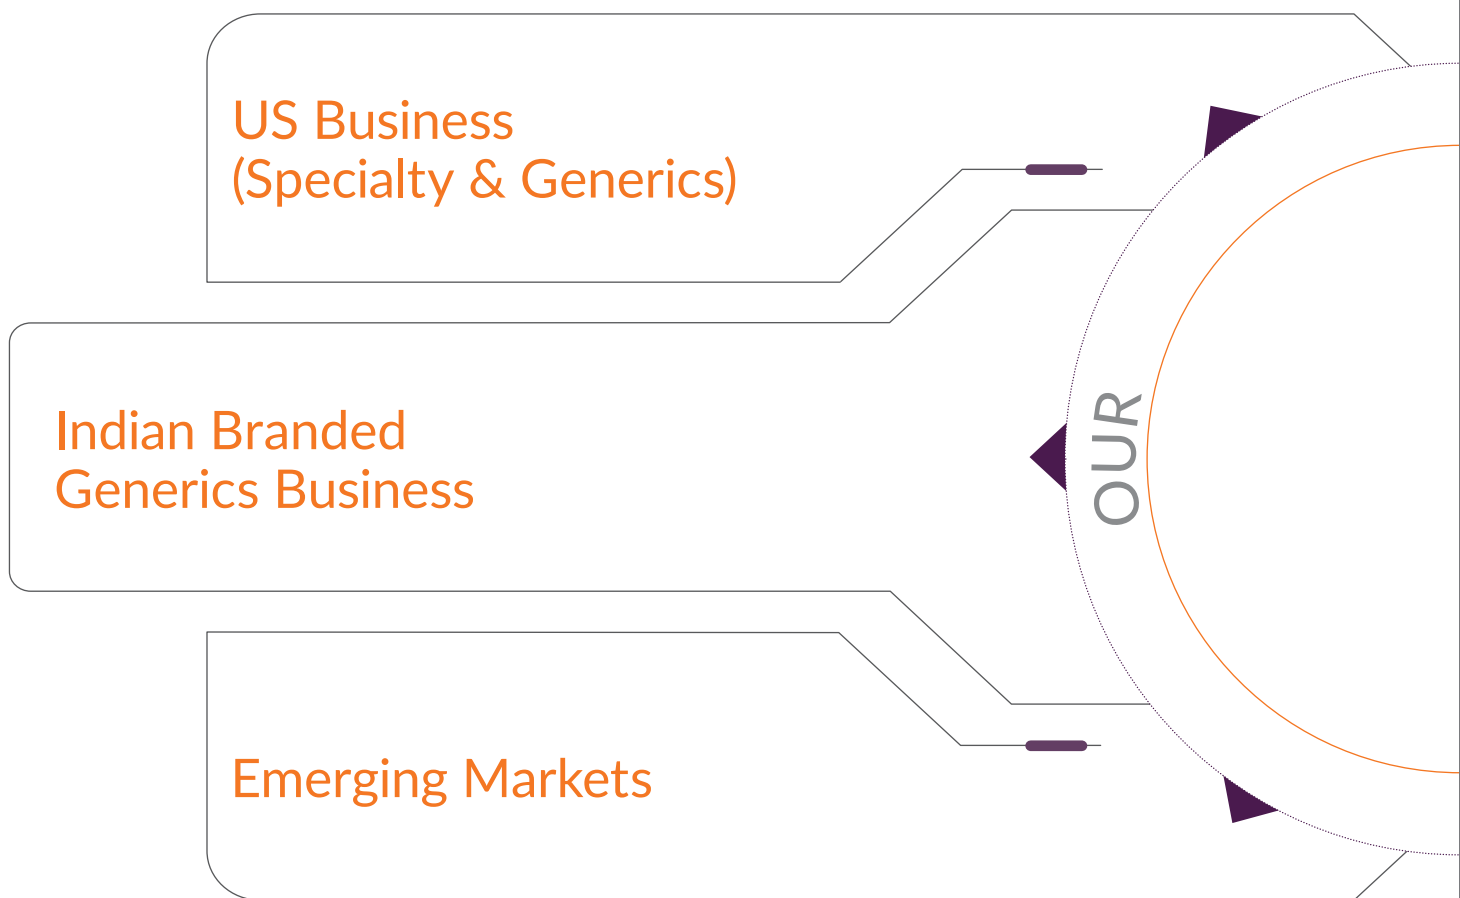 US Business
(Specialty & Generics)
Indian Branded
Generics Business
OUR
Emerging Markets